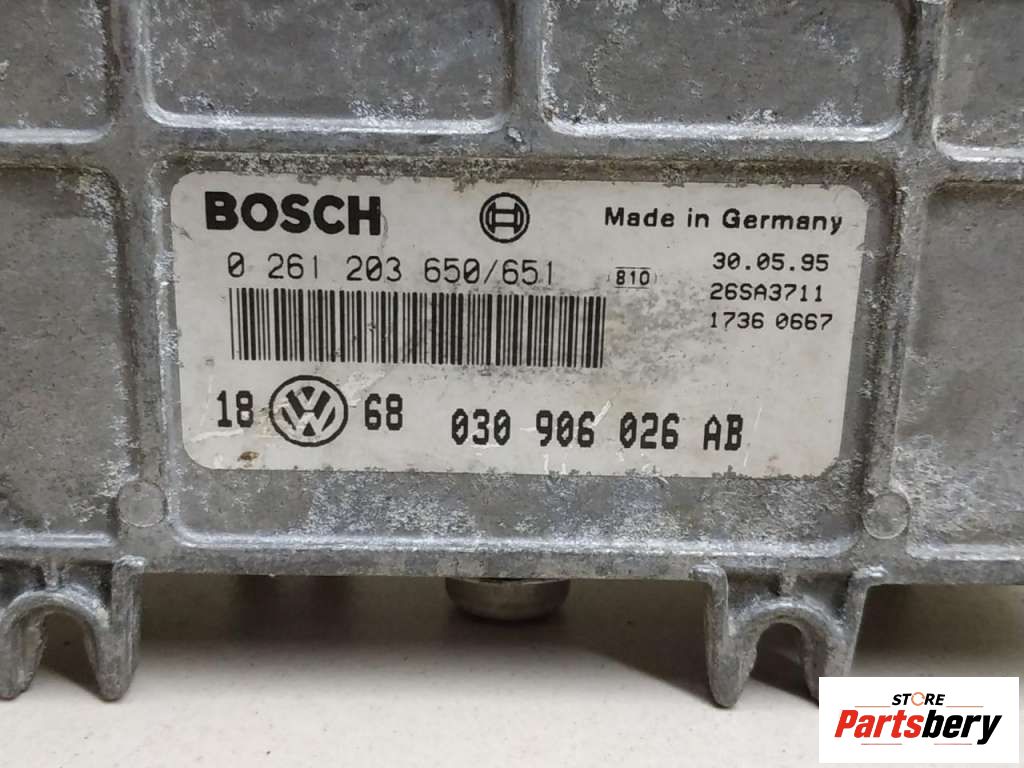 BOSCH Made in Germany
0 261 203 650/651 810 30.05.95
26SA3711
1736 0667
18 68 030 906 026 AB
STORE
Partsbery